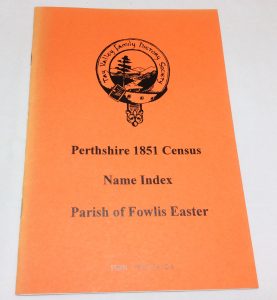 Tay Valley Family History Society
Perthshire 1851 Census
Name Index
Parish of Fowlis Easter